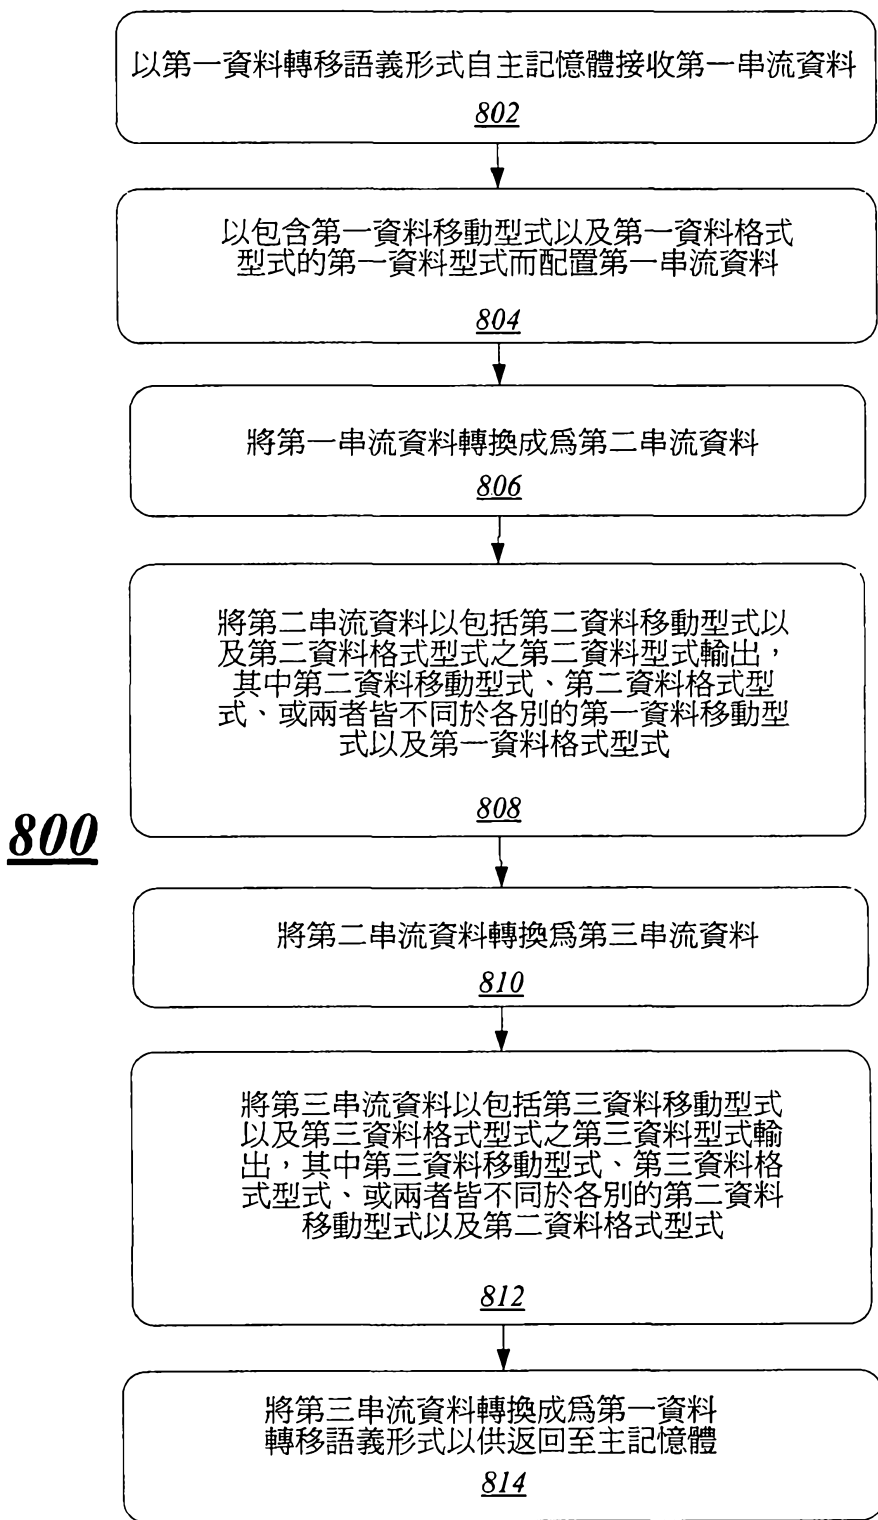 以第一資料轉移語義形式自主記憶體接收第一串流資料
802
以包含第一資料移動型式以及第一資料格式
型式的第一資料型式而配置第一串流資料
804
將第一串流資料轉換成爲第二串流資料
806
將第二串流資料以包括第二資料移動型式以
及第二資料格式型式之第二資料型式輸出，
其中第二資料移動型式、第二資料格式型
式、或兩者皆不同於各別的第一資料移動型
式以及第一資料格式型式
808
800
將第二串流資料轉換爲第三串流資料
810
將第三串流資料以包括第三資料移動型式
以及第三資料格式型式之第三資料型式輸
出，其中第三資料移動型式、第三資料格
式型式、或兩者皆不同於各別的第二資料
移動型式以及第二資料格式型式
812
將第三串流資料轉換成爲第一資料
轉移語義形式以供返回至主記憶體
814